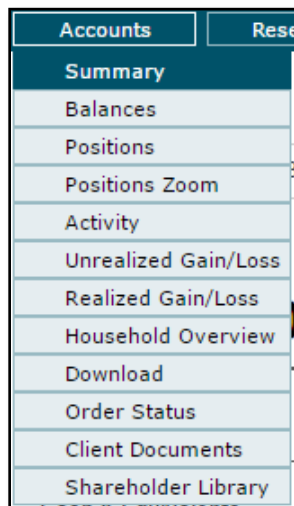 Accounts
Summary
Balances
Positions
Positions Zoom
Activity
Unrealized Gain/Loss
Realized Gain/Loss
Household Overview
Download
Order Status
Client Documents
Shareholder Library